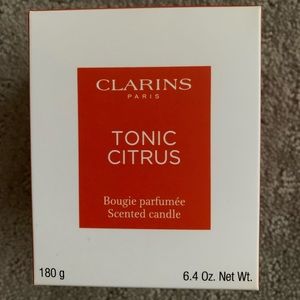 CLARINS
PARIS
TONIC
CITRUS
Bougie parfumée
Scented candle
180 g
6.4 Oz. Net Wt.